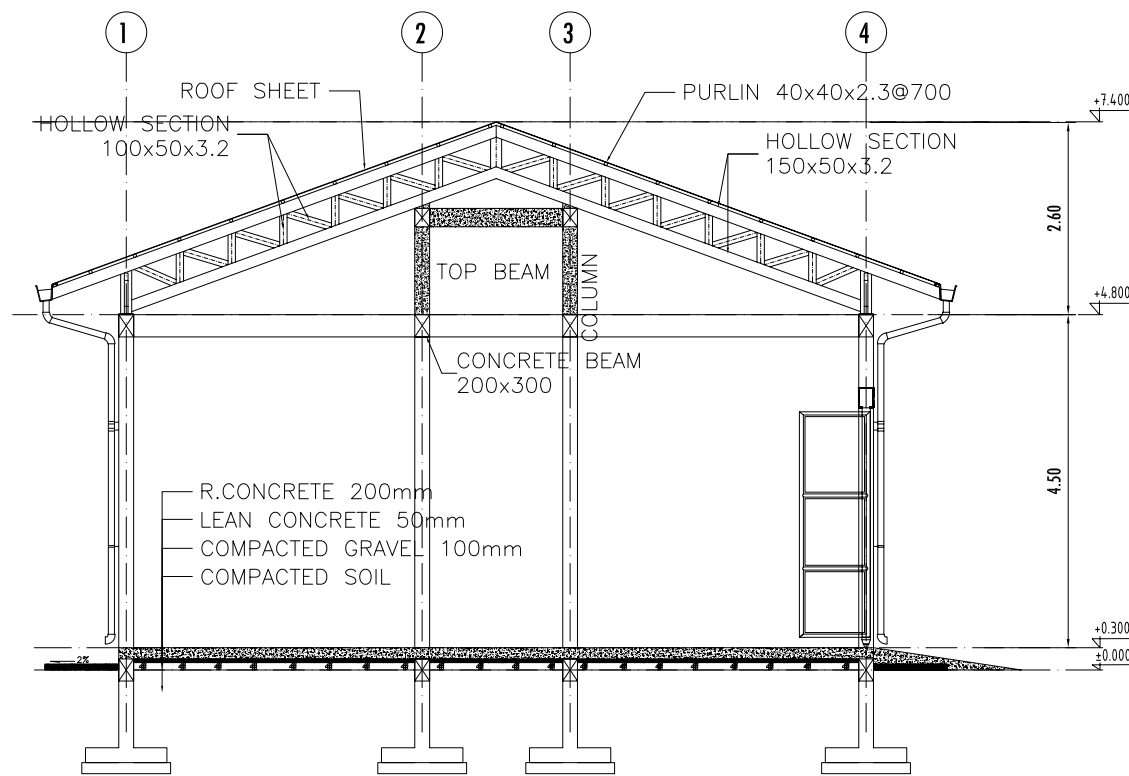 1
2
3
4
ROOF SHEET
PURLIN 40x40x2.3@700
+7.400
HOLLOW SECTION
100x50x3.2
HOLLOW SECTION
150x50x3.2
2.60
TOP BEAM
COLUMN
+4.800
CONCRETE BEAM
200x300
4.50
R.CONCRETE 200mm
LEAN CONCRETE 50mm
COMPACTED GRAVEL 100mm
COMPACTED SOIL
+0.300
2%
±0.000